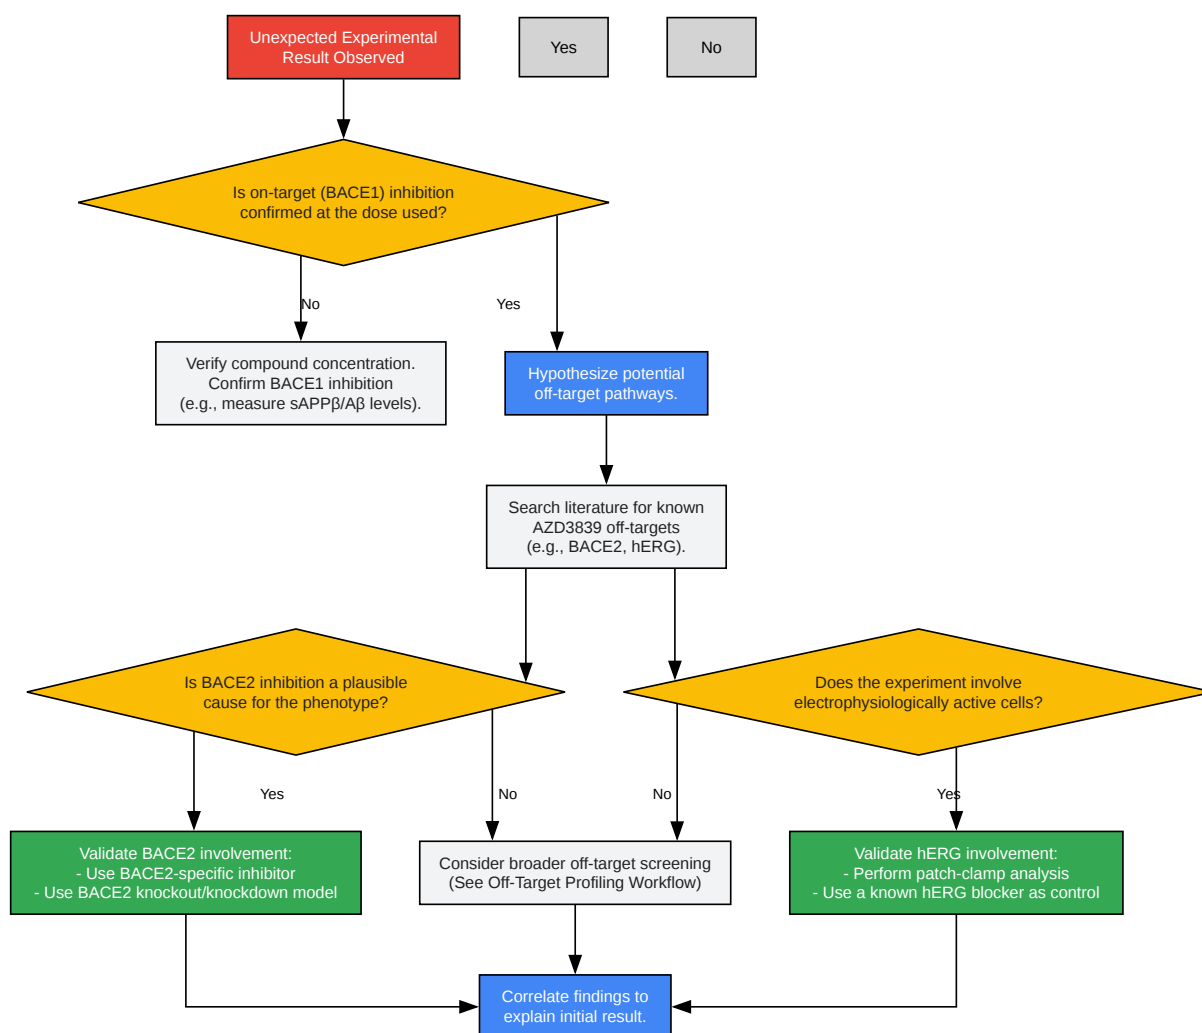 Unexpected Experimental
Result Observed
Yes
No
Is on-target (BACE1) inhibition
confirmed at the dose used?
No
Yes
Verify compound concentration.
Confirm BACE1 inhibition
(e.g., measure sAPPβ/Aβ levels).
Hypothesize potential
off-target pathways.
Search literature for known
AZD3839 off-targets
(e.g., BACE2, hERG).
Is BACE2 inhibition a plausible
cause for the phenotype?
Does the experiment involve
electrophysiologically active cells?
Yes
No
No
Yes
Validate BACE2 involvement:
- Use BACE2-specific inhibitor
- Use BACE2 knockout/knockdown model
Consider broader off-target screening
(See Off-Target Profiling Workflow)
Validate hERG involvement:
- Perform patch-clamp analysis
- Use a known hERG blocker as control
Correlate findings to
explain initial result.